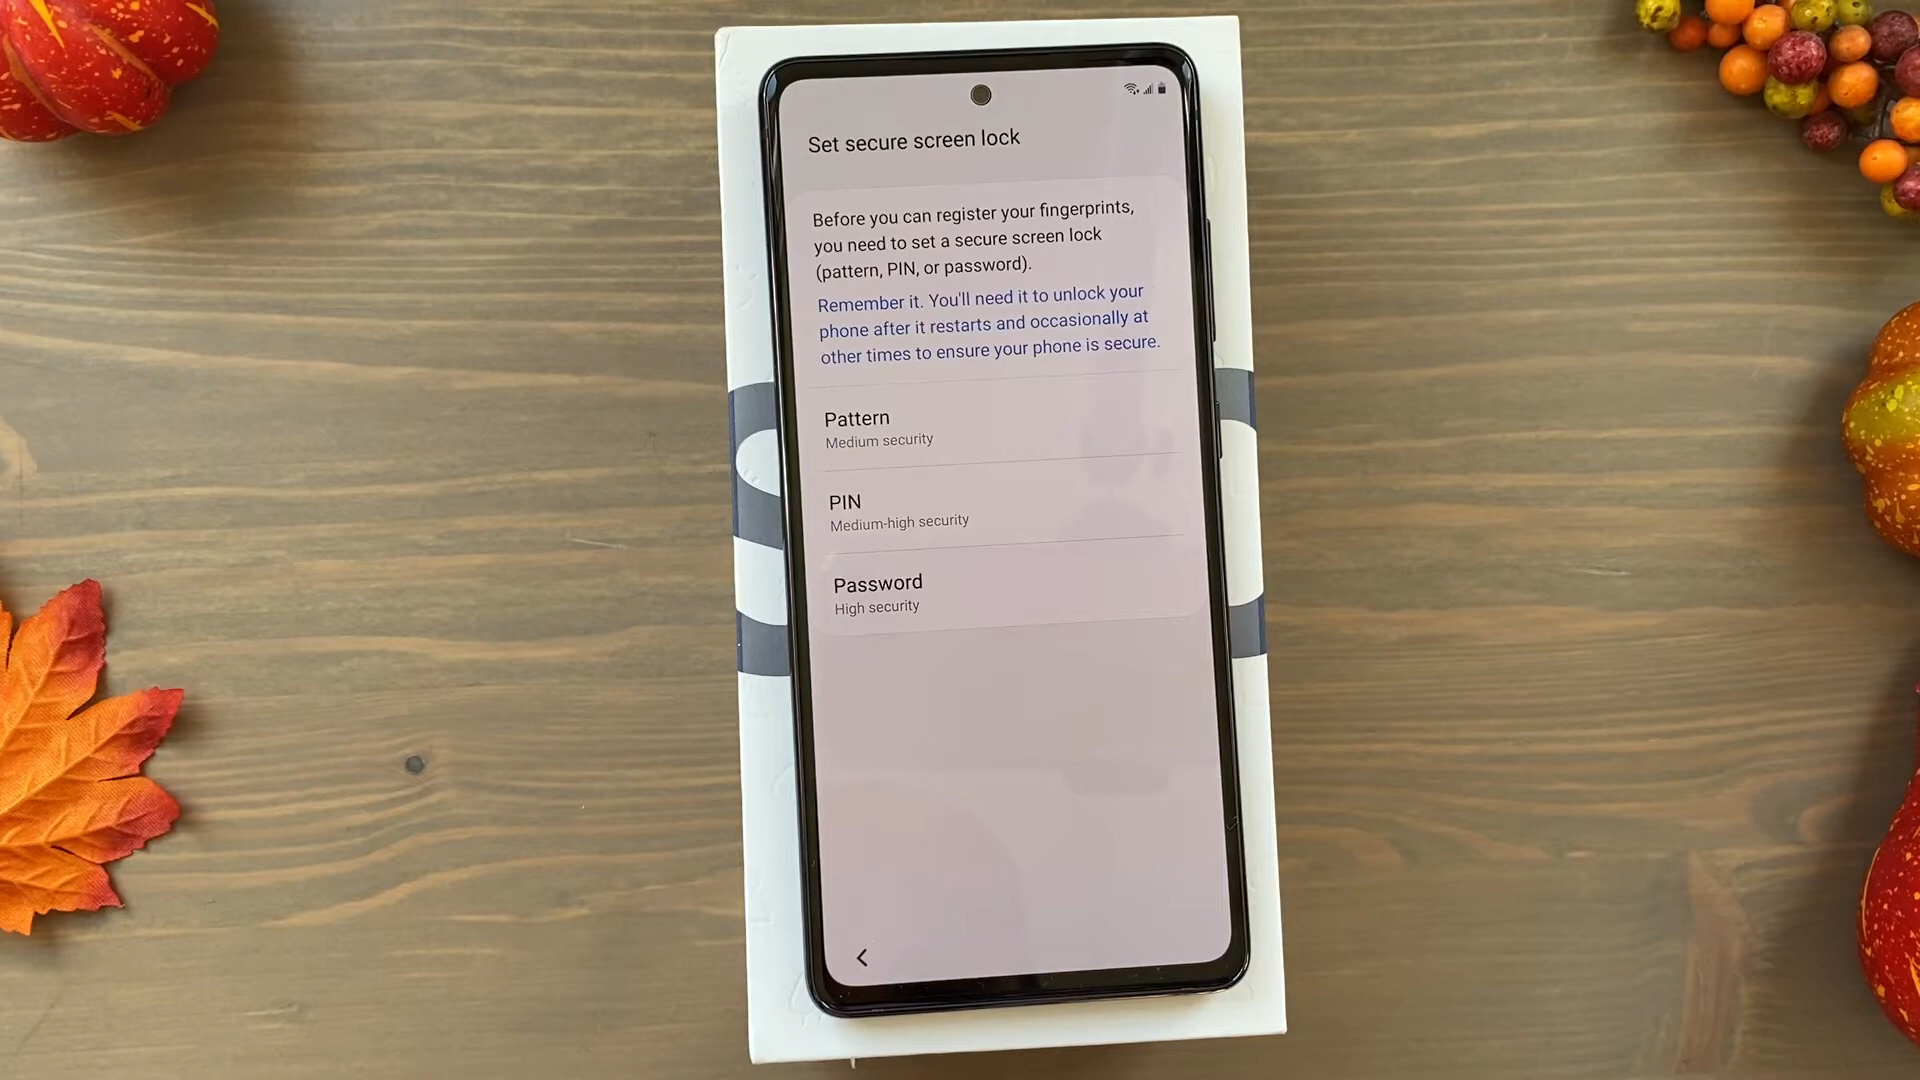 Set secure screen lock
Before you can register your fingerprints,
you need to set a secure screen lock
(pattern, PIN, or password).
Remember it. You'll need it to unlock your
phone after it restarts and occasionally at
other times to ensure your phone is secure.
Pattern
Medium security
PIN
Medium-high security
Password
High security